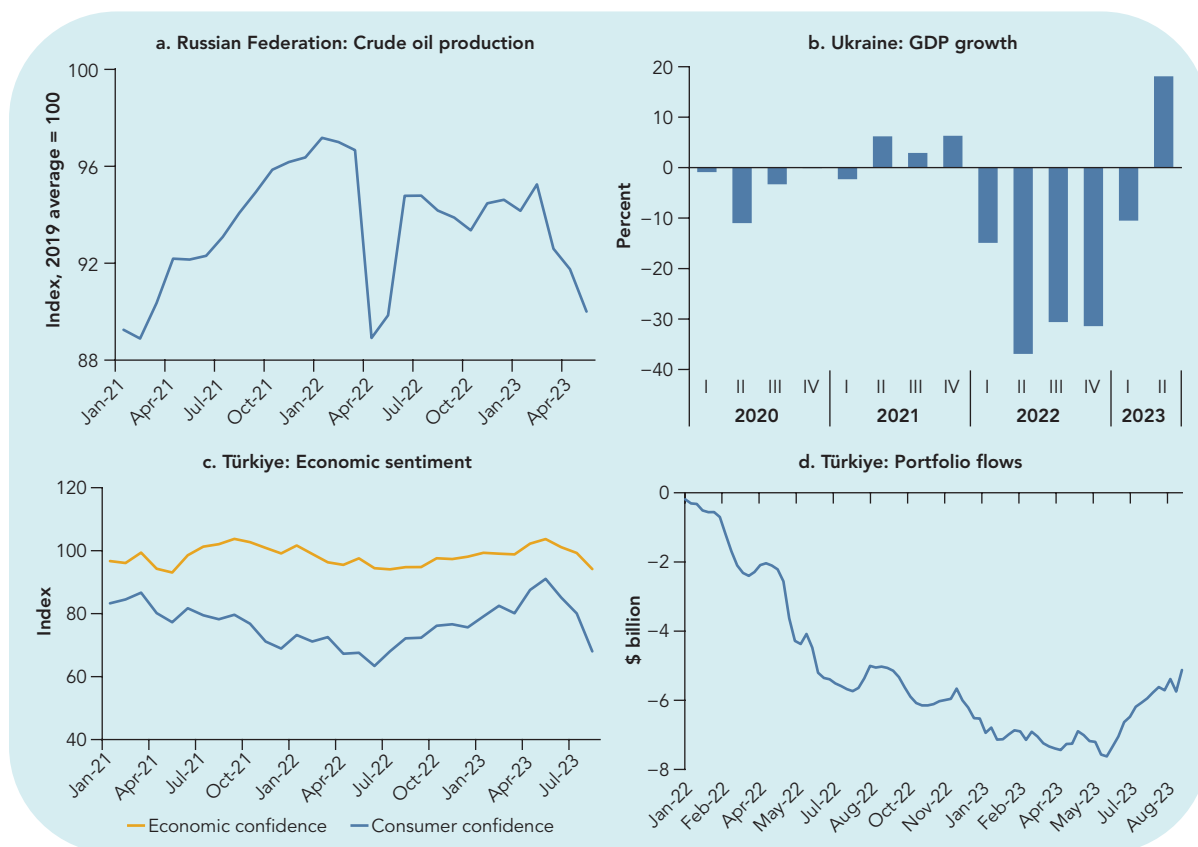 a. Russian Federation: Crude oil production
Index, 2019 average = 100
100
96
92
88
Jan-21
Apr-21
Jul-21
Oct-21
Jan-22
Apr-22
Jul-22
Oct-22
Jan-23
Apr-23
b. Ukraine: GDP growth
Percent
20
10
0
−10
−20
−30
−40
I II III IV I II III IV I II III IV I II
2020 2021 2022 2023
c. Türkiye: Economic sentiment
Index
120
100
80
60
40
Jan-21
Apr-21
Jul-21
Oct-21
Jan-22
Apr-22
Jul-22
Oct-22
Jan-23
Apr-23
Jul-23
Economic confidence Consumer confidence
d. Türkiye: Portfolio flows
$ billion
0
−2
−4
−6
−8
Jan-22
Feb-22
Apr-22
May-22
Jul-22
Aug-22
Oct-22
Nov-22
Jan-23
Feb-23
Apr-23
May-23
Jul-23
Aug-23